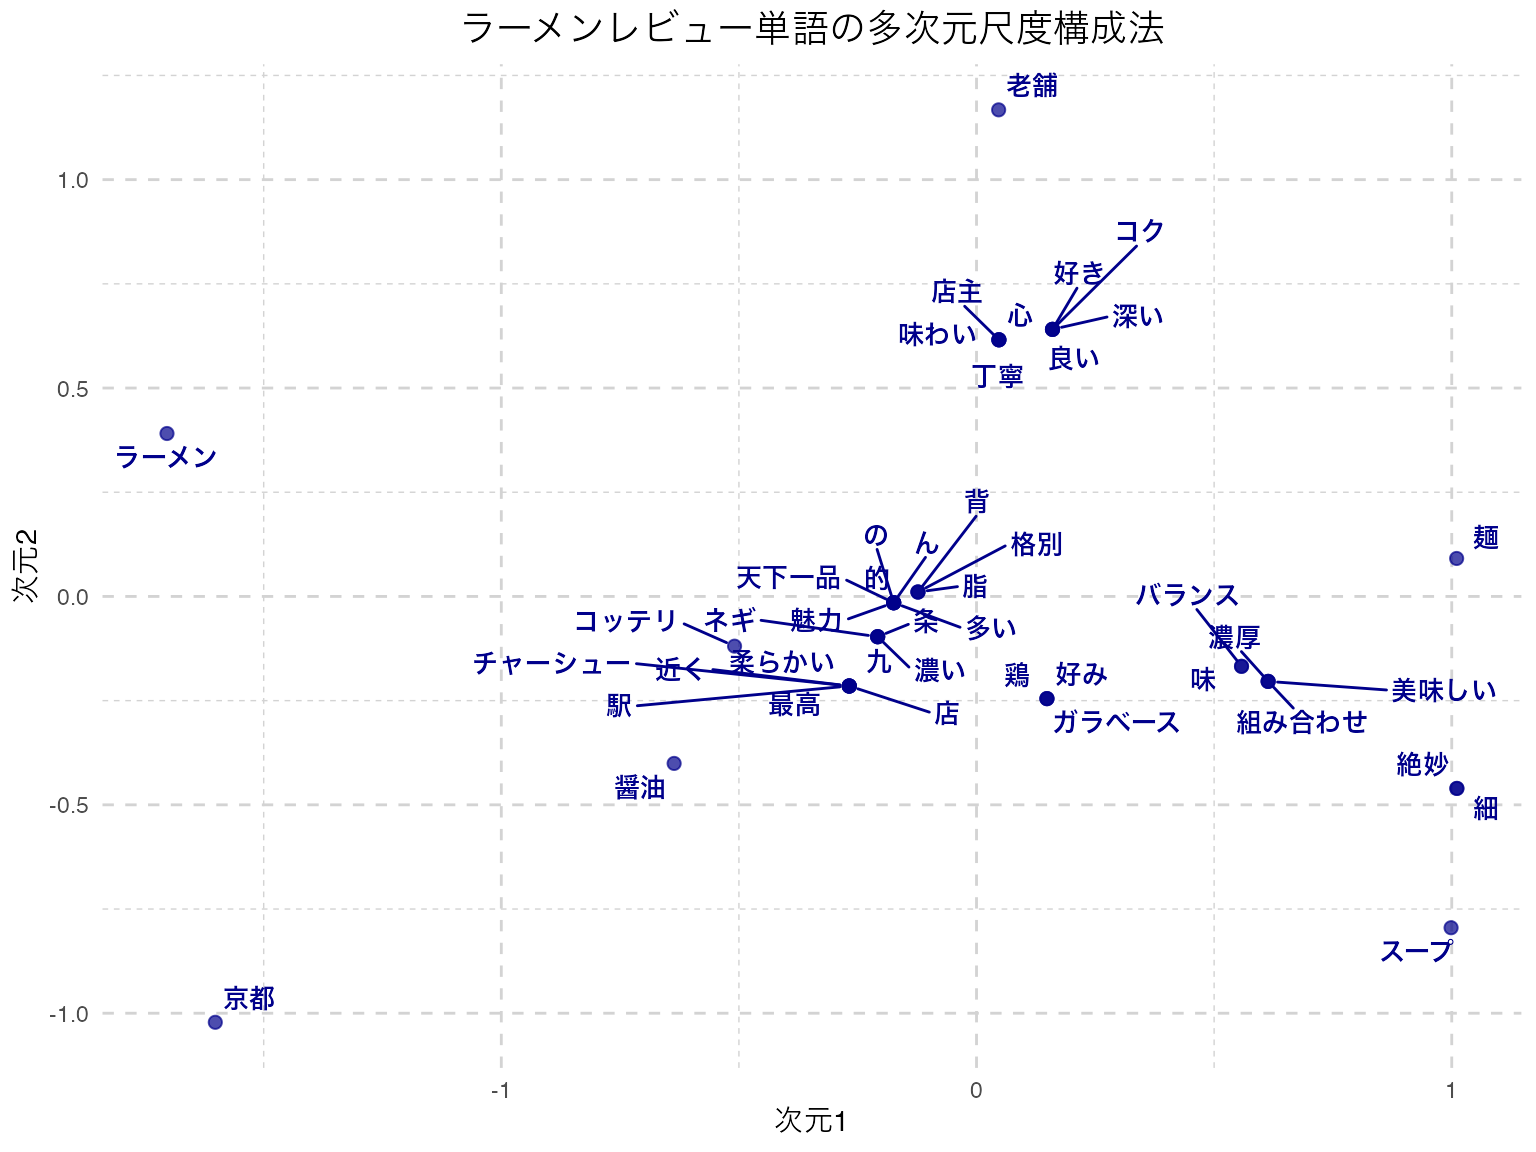 ラーメンレビュー単語の多次元尺度構成法
老舗
1.0
コク
好き
店主
心
深い
味わい
良い
丁寧
0.5
ラーメン
背
の
ん
格別
麺
天下一品
的
脂
0.0
バランス
コッテリ
ネギ
魅力
条
多い
濃厚
チャーシュー
近く
柔らかい
九
濃い
鶏
好み
味
美味しい
駅
最高
店
ガラベース
組み合わせ
絶妙
醤油
-0.5
細
スープ
京都
-1.0
-1
0
1
次元1
次元2